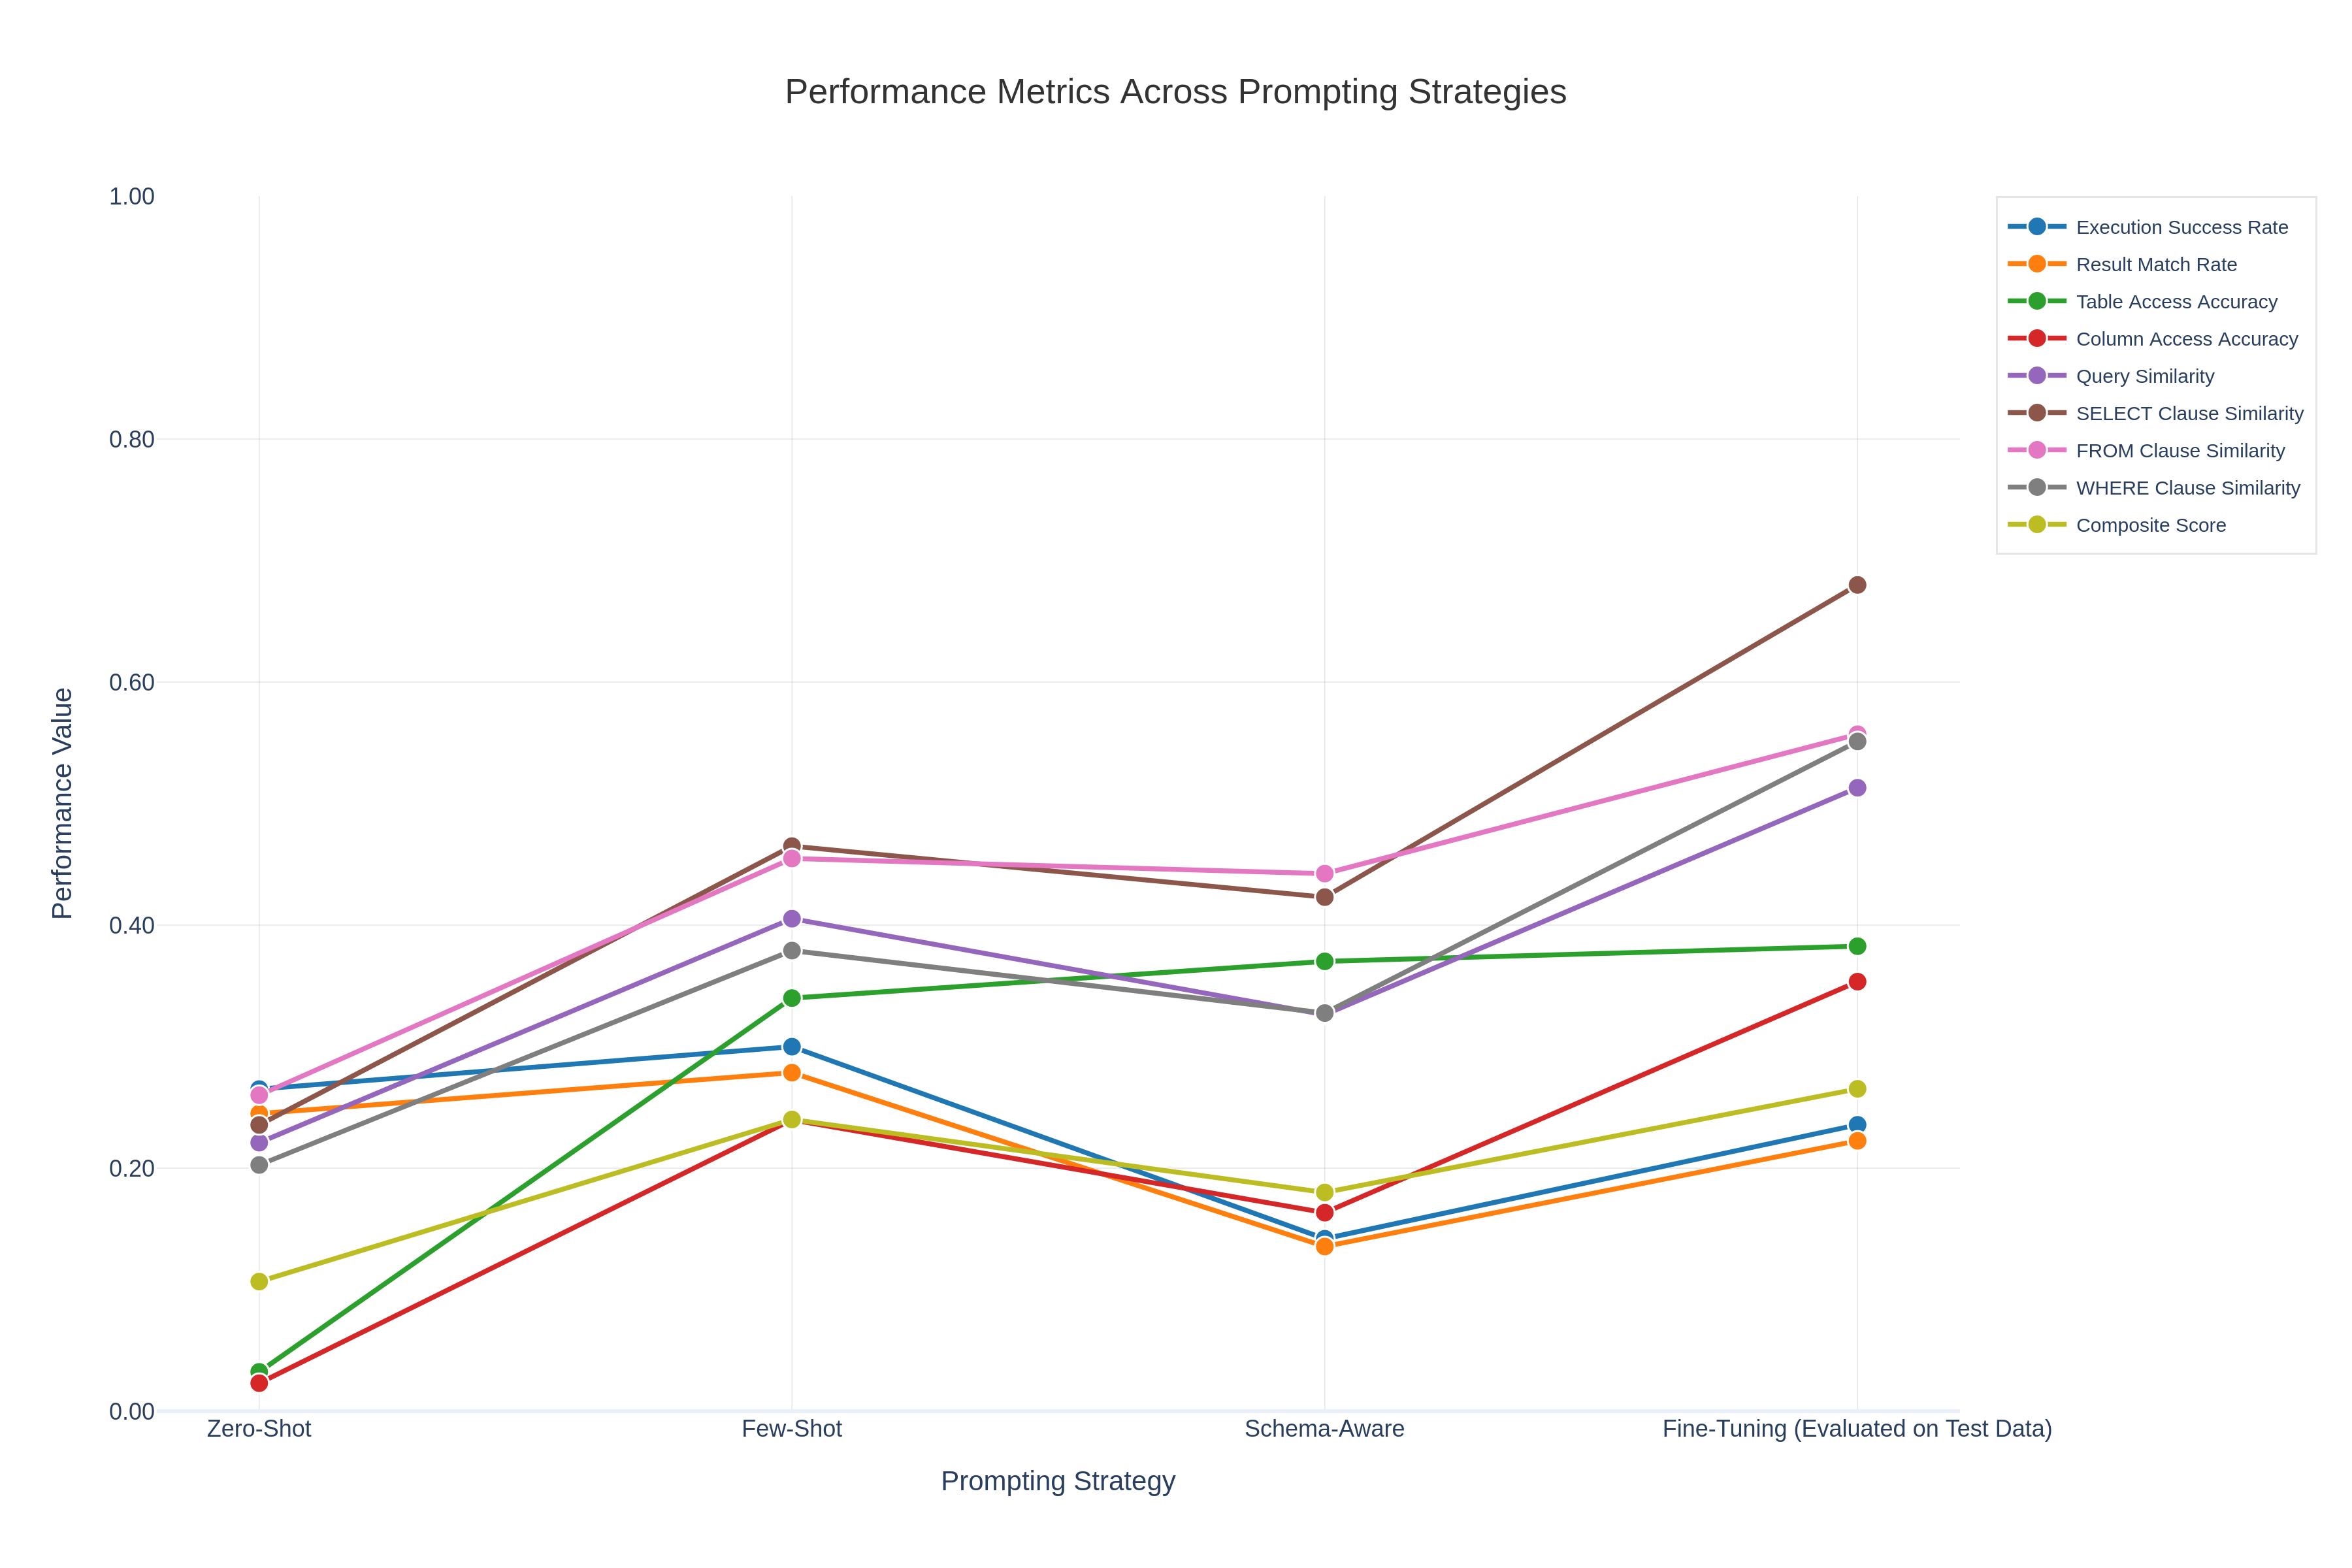 Performance Metrics Across Prompting Strategies
1.00
0.80
0.60
0.40
0.20
0.00
Performance Value
Zero-Shot
Few-Shot
Schema-Aware
Fine-Tuning (Evaluated on Test Data)
Prompting Strategy
Execution Success Rate
Result Match Rate
Table Access Accuracy
Column Access Accuracy
Query Similarity
SELECT Clause Similarity
FROM Clause Similarity
WHERE Clause Similarity
Composite Score